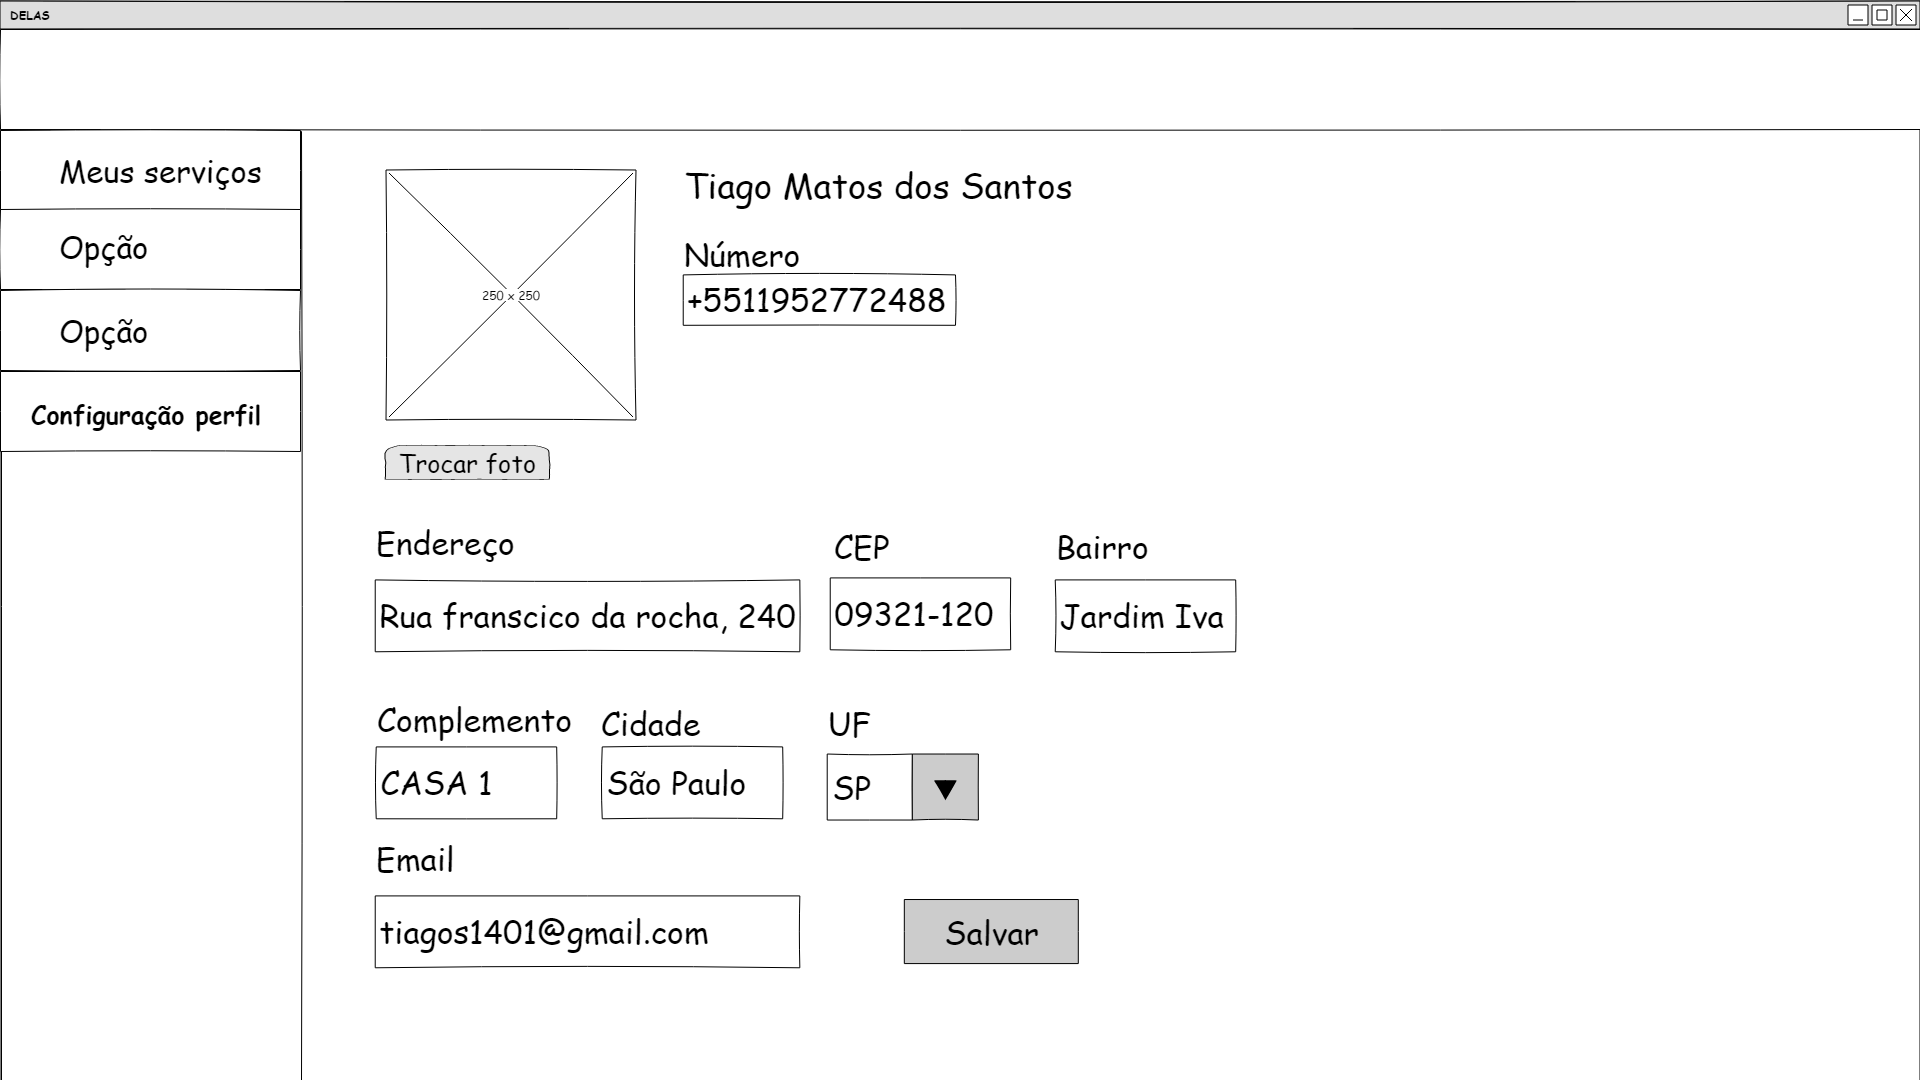 DELAS
Meus serviços
Opção
Opção
Configuração perfil
250 x 250
Trocar foto
Tiago Matos dos Santos
Número
+5511952772488
Endereço
CEP
Bairro
Rua franscico da rocha, 240
09321-120
Jardim Iva
Complemento
Cidade
UF
CASA 1
São Paulo
SP
Email
tiagos1401@gmail.com
Salvar